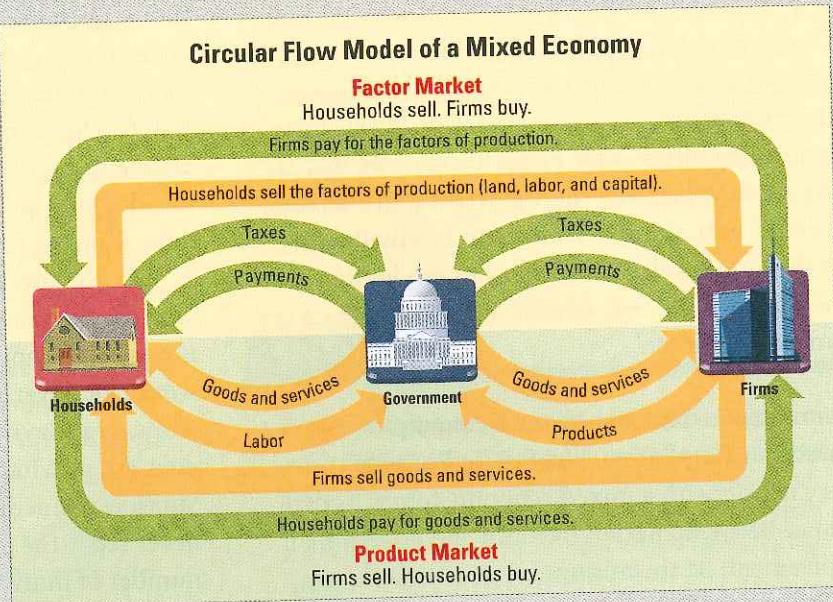 Circular Flow Model of a Mixed Economy
Factor Market
Households sell. Firms buy.
Firms pay for the factors of production.
Households sell the factors of production (land, labor, and capital).
Taxes
Taxes
Payments
Payments
Goods and services
Goods and services
Households
Government
Firms
Labor
Products
Firms sell goods and services.
Households pay for goods and services.
Product Market
Firms sell. Households buy.